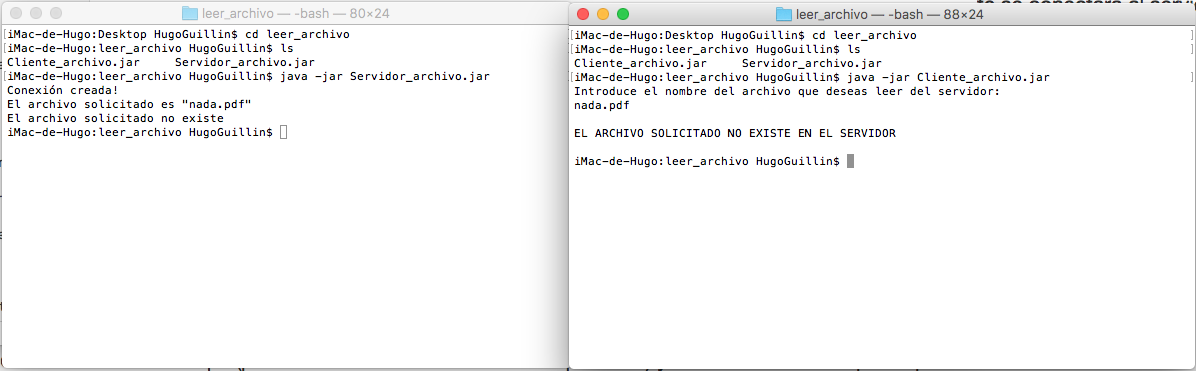 leer_archivo — -bash — 80×24
iMac-de-Hugo:Desktop HugoGuillin$ cd leer_archivo
iMac-de-Hugo:leer_archivo HugoGuillin$ ls
Cliente_archivo.jar Servidor_archivo.jar
iMac-de-Hugo:leer_archivo HugoGuillin$ java -jar Servidor_archivo.jar
Conexión creada!
El archivo solicitado es "nada.pdf"
El archivo solicitado no existe
iMac-de-Hugo:leer_archivo HugoGuillin$
leer_archivo — -bash — 88×24
iMac-de-Hugo:Desktop HugoGuillin$ cd leer_archivo
iMac-de-Hugo:leer_archivo HugoGuillin$ ls
Cliente_archivo.jar Servidor_archivo.jar
iMac-de-Hugo:leer_archivo HugoGuillin$ java -jar Cliente_archivo.jar
Introduce el nombre del archivo que deseas leer del servidor:
nada.pdf
EL ARCHIVO SOLICITADO NO EXISTE EN EL SERVIDOR
iMac-de-Hugo:leer_archivo HugoGuillin$